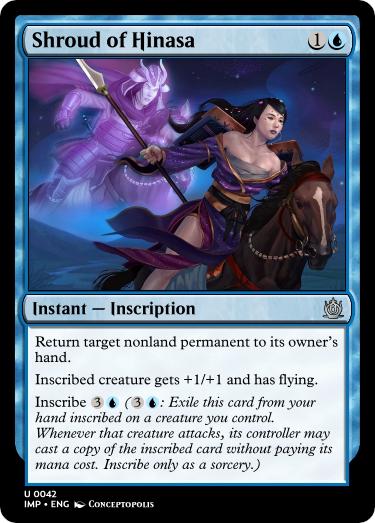 Shroud of Hinasa 1
Instant — Inscription
Return target nonland permanent to its owner's
hand.
Inscribed creature gets +1/+1 and has flying.
Inscribe 3 (3 : Exile this card from your
hand inscribed on a creature you control.
Whenever that creature attacks, its controller may
cast a copy of the inscribed card without paying its
mana cost. Inscribe only as a sorcery.)
U 0042
IMP • ENG Conceptopolis